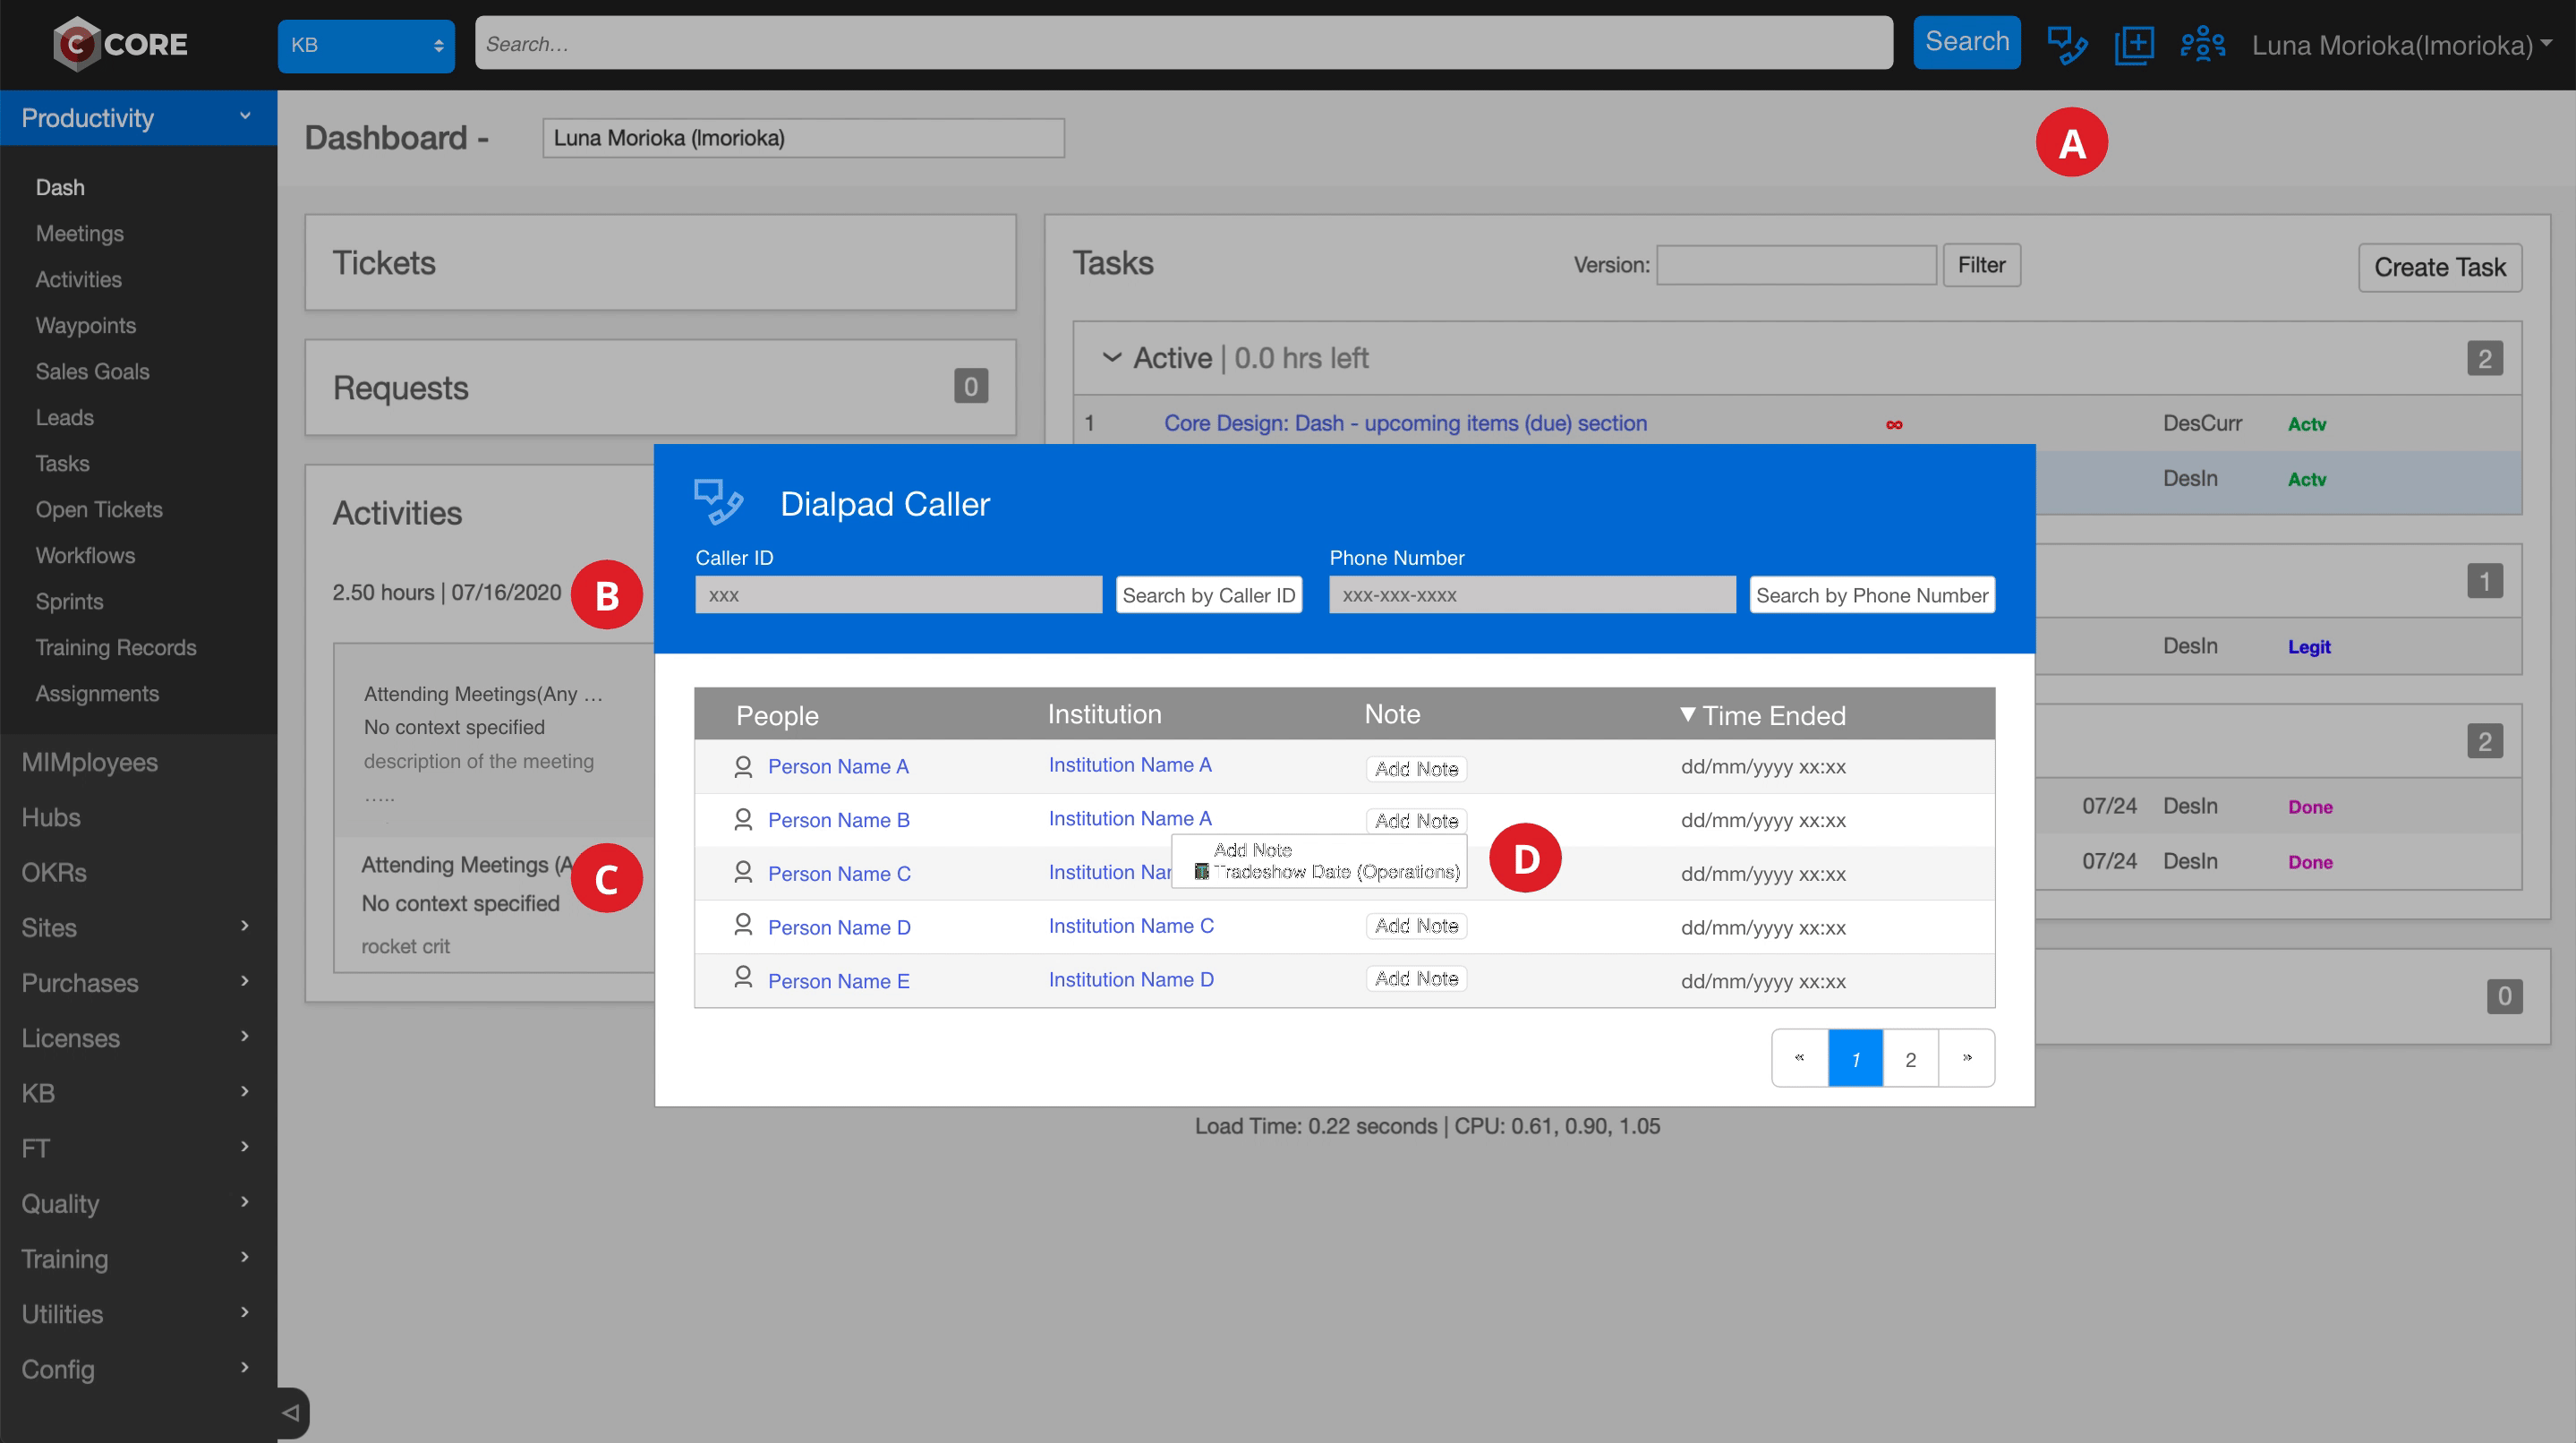 C CORE
KB
Search...
Search
Luna Morioka(lmorioka)
Productivity
Dash
Meetings
Activities
Waypoints
Sales Goals
Leads
Tasks
Open Tickets
Workflows
Sprints
Training Records
Assignments
MIMployees
Hubs
OKRs
Sites
Purchases
Licenses
KB
FT
Quality
Training
Utilities
Config
Dashboard -
Luna Morioka (lmorioka)
A
Tickets
Requests
0
Activities
2.50 hours | 07/16/2020
B
Attending Meetings(Any …
No context specified
description of the meeting
.....
Attending Meetings (A
C
No context specified
rocket crit
Tasks
Version:
Filter
Create Task
Active | 0.0 hrs left
2
1
Core Design: Dash - upcoming items (due) section
∞
DesCurr
Actv
DesIn
Actv
1
DesIn
Legit
2
07/24
DesIn
Done
07/24
DesIn
Done
0
Dialpad Caller
Caller ID
xxx
Search by Caller ID
Phone Number
xxx-xxx-xxxx
Search by Phone Number
People
Institution
Note
▼ Time Ended
Person Name A
Institution Name A
Add Note
dd/mm/yyyy xx:xx
Person Name B
Institution Name A
Add Note
dd/mm/yyyy xx:xx
Add Note
Tradeshow Date (Operations)
D
Person Name C
Institution Nar
dd/mm/yyyy xx:xx
Person Name D
Institution Name C
Add Note
dd/mm/yyyy xx:xx
Person Name E
Institution Name D
Add Note
dd/mm/yyyy xx:xx
«
1
2
»
Load Time: 0.22 seconds | CPU: 0.61, 0.90, 1.05